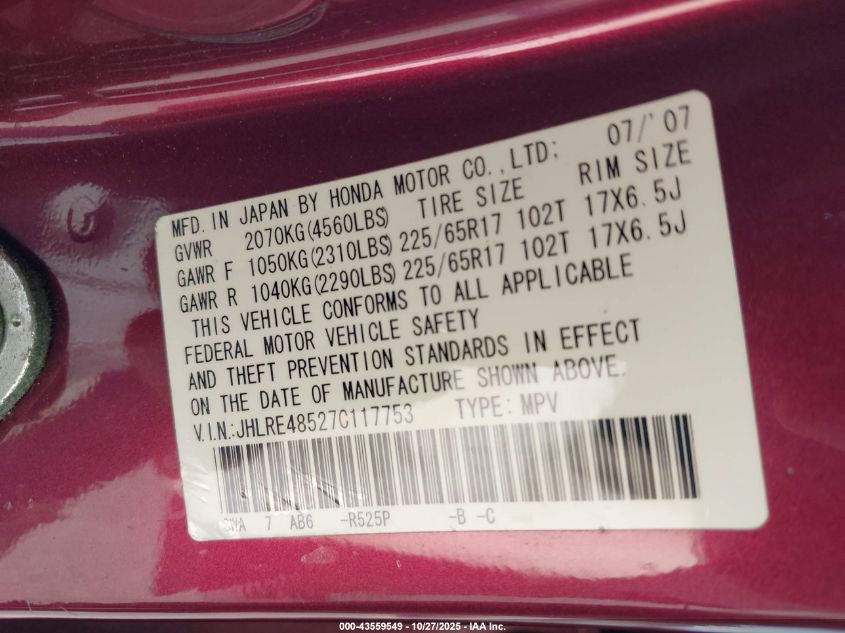 MFD. IN JAPAN BY HONDA MOTOR CO.,LTD: 07/'07
GVWR 2070KG(4560LBS) TIRE SIZE RIM SIZE
GAWR F 1050KG(2310LBS) 225/65R17 102T 17X6.5J
GAWR R 1040KG(2290LBS) 225/65R17 102T 17X6.5J
THIS VEHICLE CONFORMS TO ALL APPLICABLE
FEDERAL MOTOR VEHICLE SAFETY
AND THEFT PREVENTION STANDARDS IN EFFECT
ON THE DATE OF MANUFACTURE SHOWN ABOVE.
V.I.N.:JHLRE48527C117753 TYPE: MPV
SWA 7 AB6 -R525P -B -C
000-43559549 - 10/27/2025 - IAA Inc.